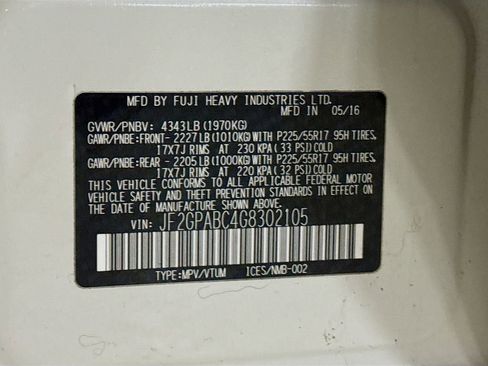 MFD BY FUJI HEAVY INDUSTRIES LTD.
MFD IN 05/16
GVWR/PNBV: 4343LB(1970KG)
GAWR/PNBE:FRONT- 2227LB(1010KG)WITH P225/55R17 95H TIRES,
17X7J RIMS AT 230 KPA(33 PSI)COLD
GAWR/PNBE:REAR - 2205LB(1000KG)WITH P225/55R17 95H TIRES,
17X7J RIMS AT 220 KPA(32 PSI)COLD
THIS VEHICLE CONFORMS TO ALL APPLICABLE FEDERAL MOTOR
VEHICLE SAFETY AND THEFT PREVENTION STANDARDS IN EFFECT
ON THE DATE OF MANUFACTURE SHOWN ABOVE.
VIN: JF2GPABC4G8302105
TYPE:MPV/VTUM ICES/NMB-002